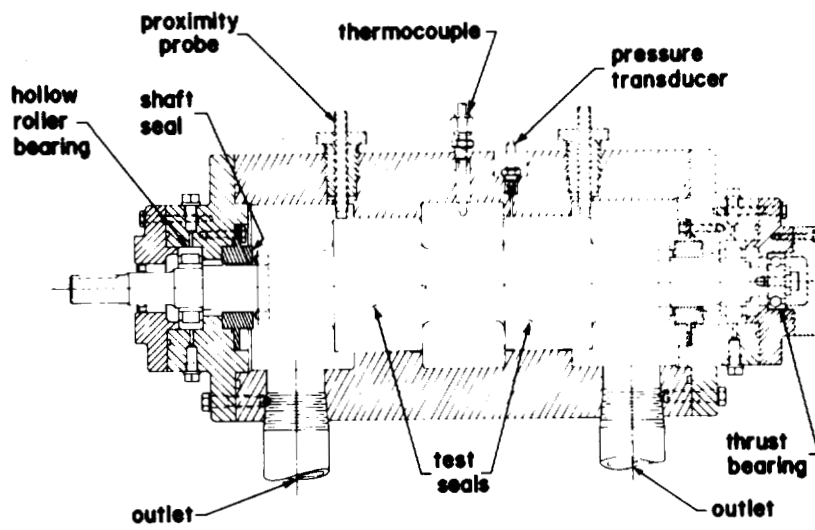 proximity
probe
thermocouple
pressure
transducer
hollow
roller
bearing
shaft
seal
test
seals
thrust
bearing
outlet
outlet